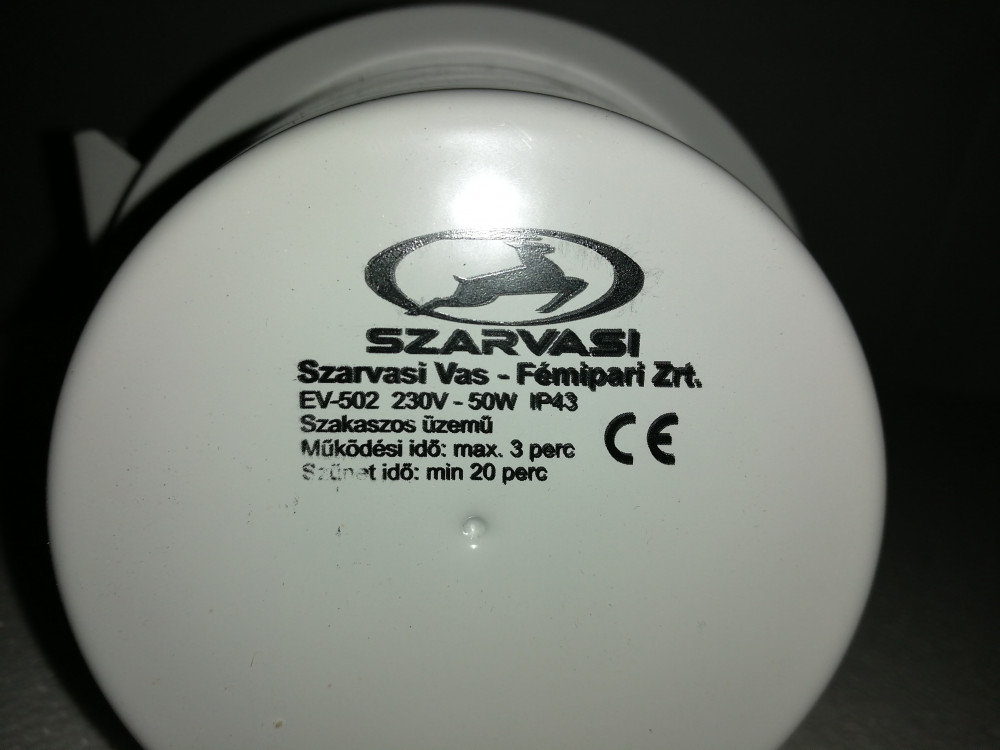 SZARVASI
Szarvasi Vas - Fémipari Zrt.
EV-502 230V - 50W IP43
Szakaszos üzemű
Működési idő: max. 3 perc
Szünet idő: min 20 perc
CE